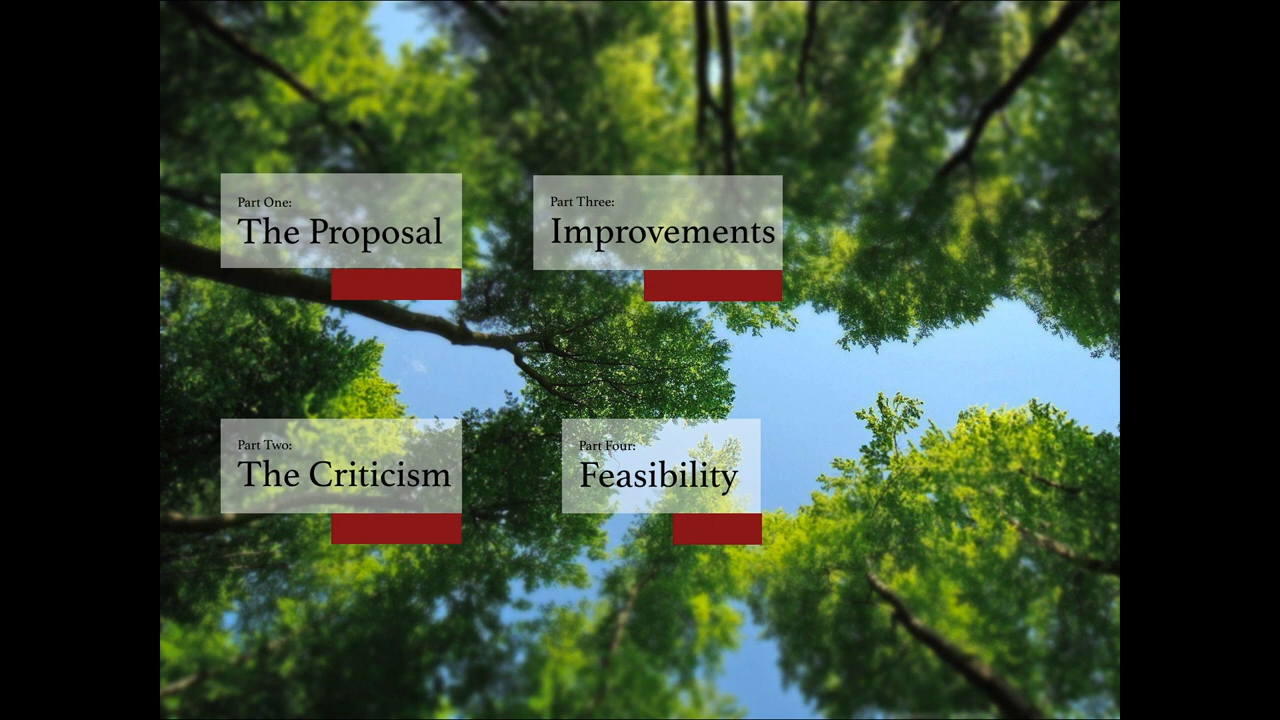 Part One:
The Proposal
Part Two:
The Criticism
Part Three:
Improvements
Part Four:
Feasibility